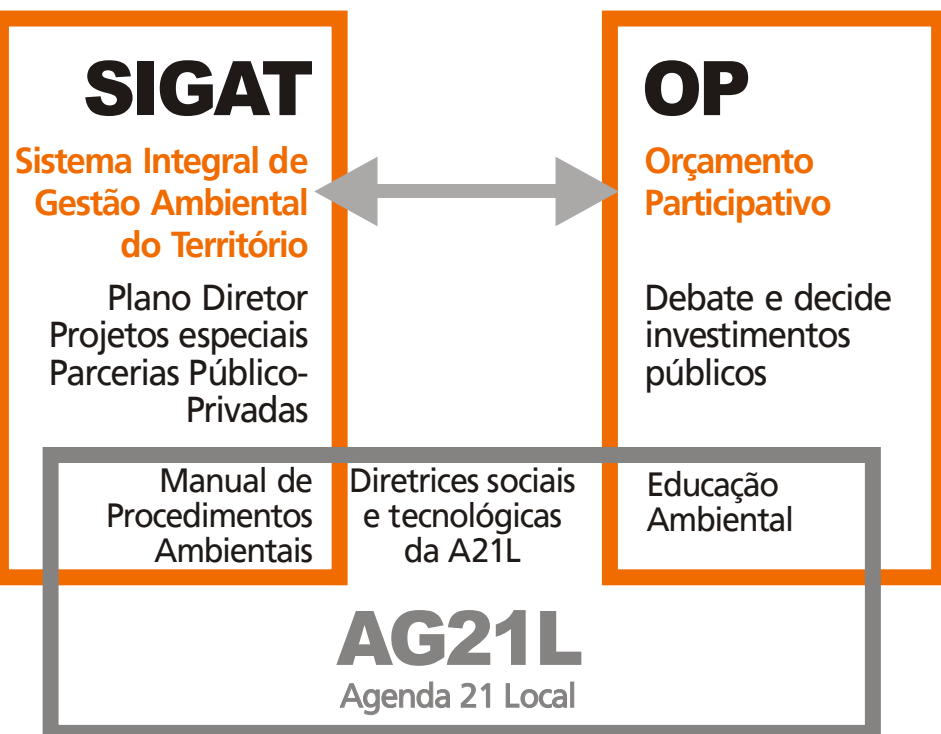 SIGAT
Sistema Integral de
Gestão Ambiental
do Território
Plano Diretor
Projetos especiais
Parcerias Público-
Privadas
Manual de
Procedimentos
Ambientais
OP
Orçamento
Participativo
Debate e decide
investimentos
públicos
Educação
Ambiental
Diretrices sociais
e tecnológicas
da A21L
AG21L
Agenda 21 Local